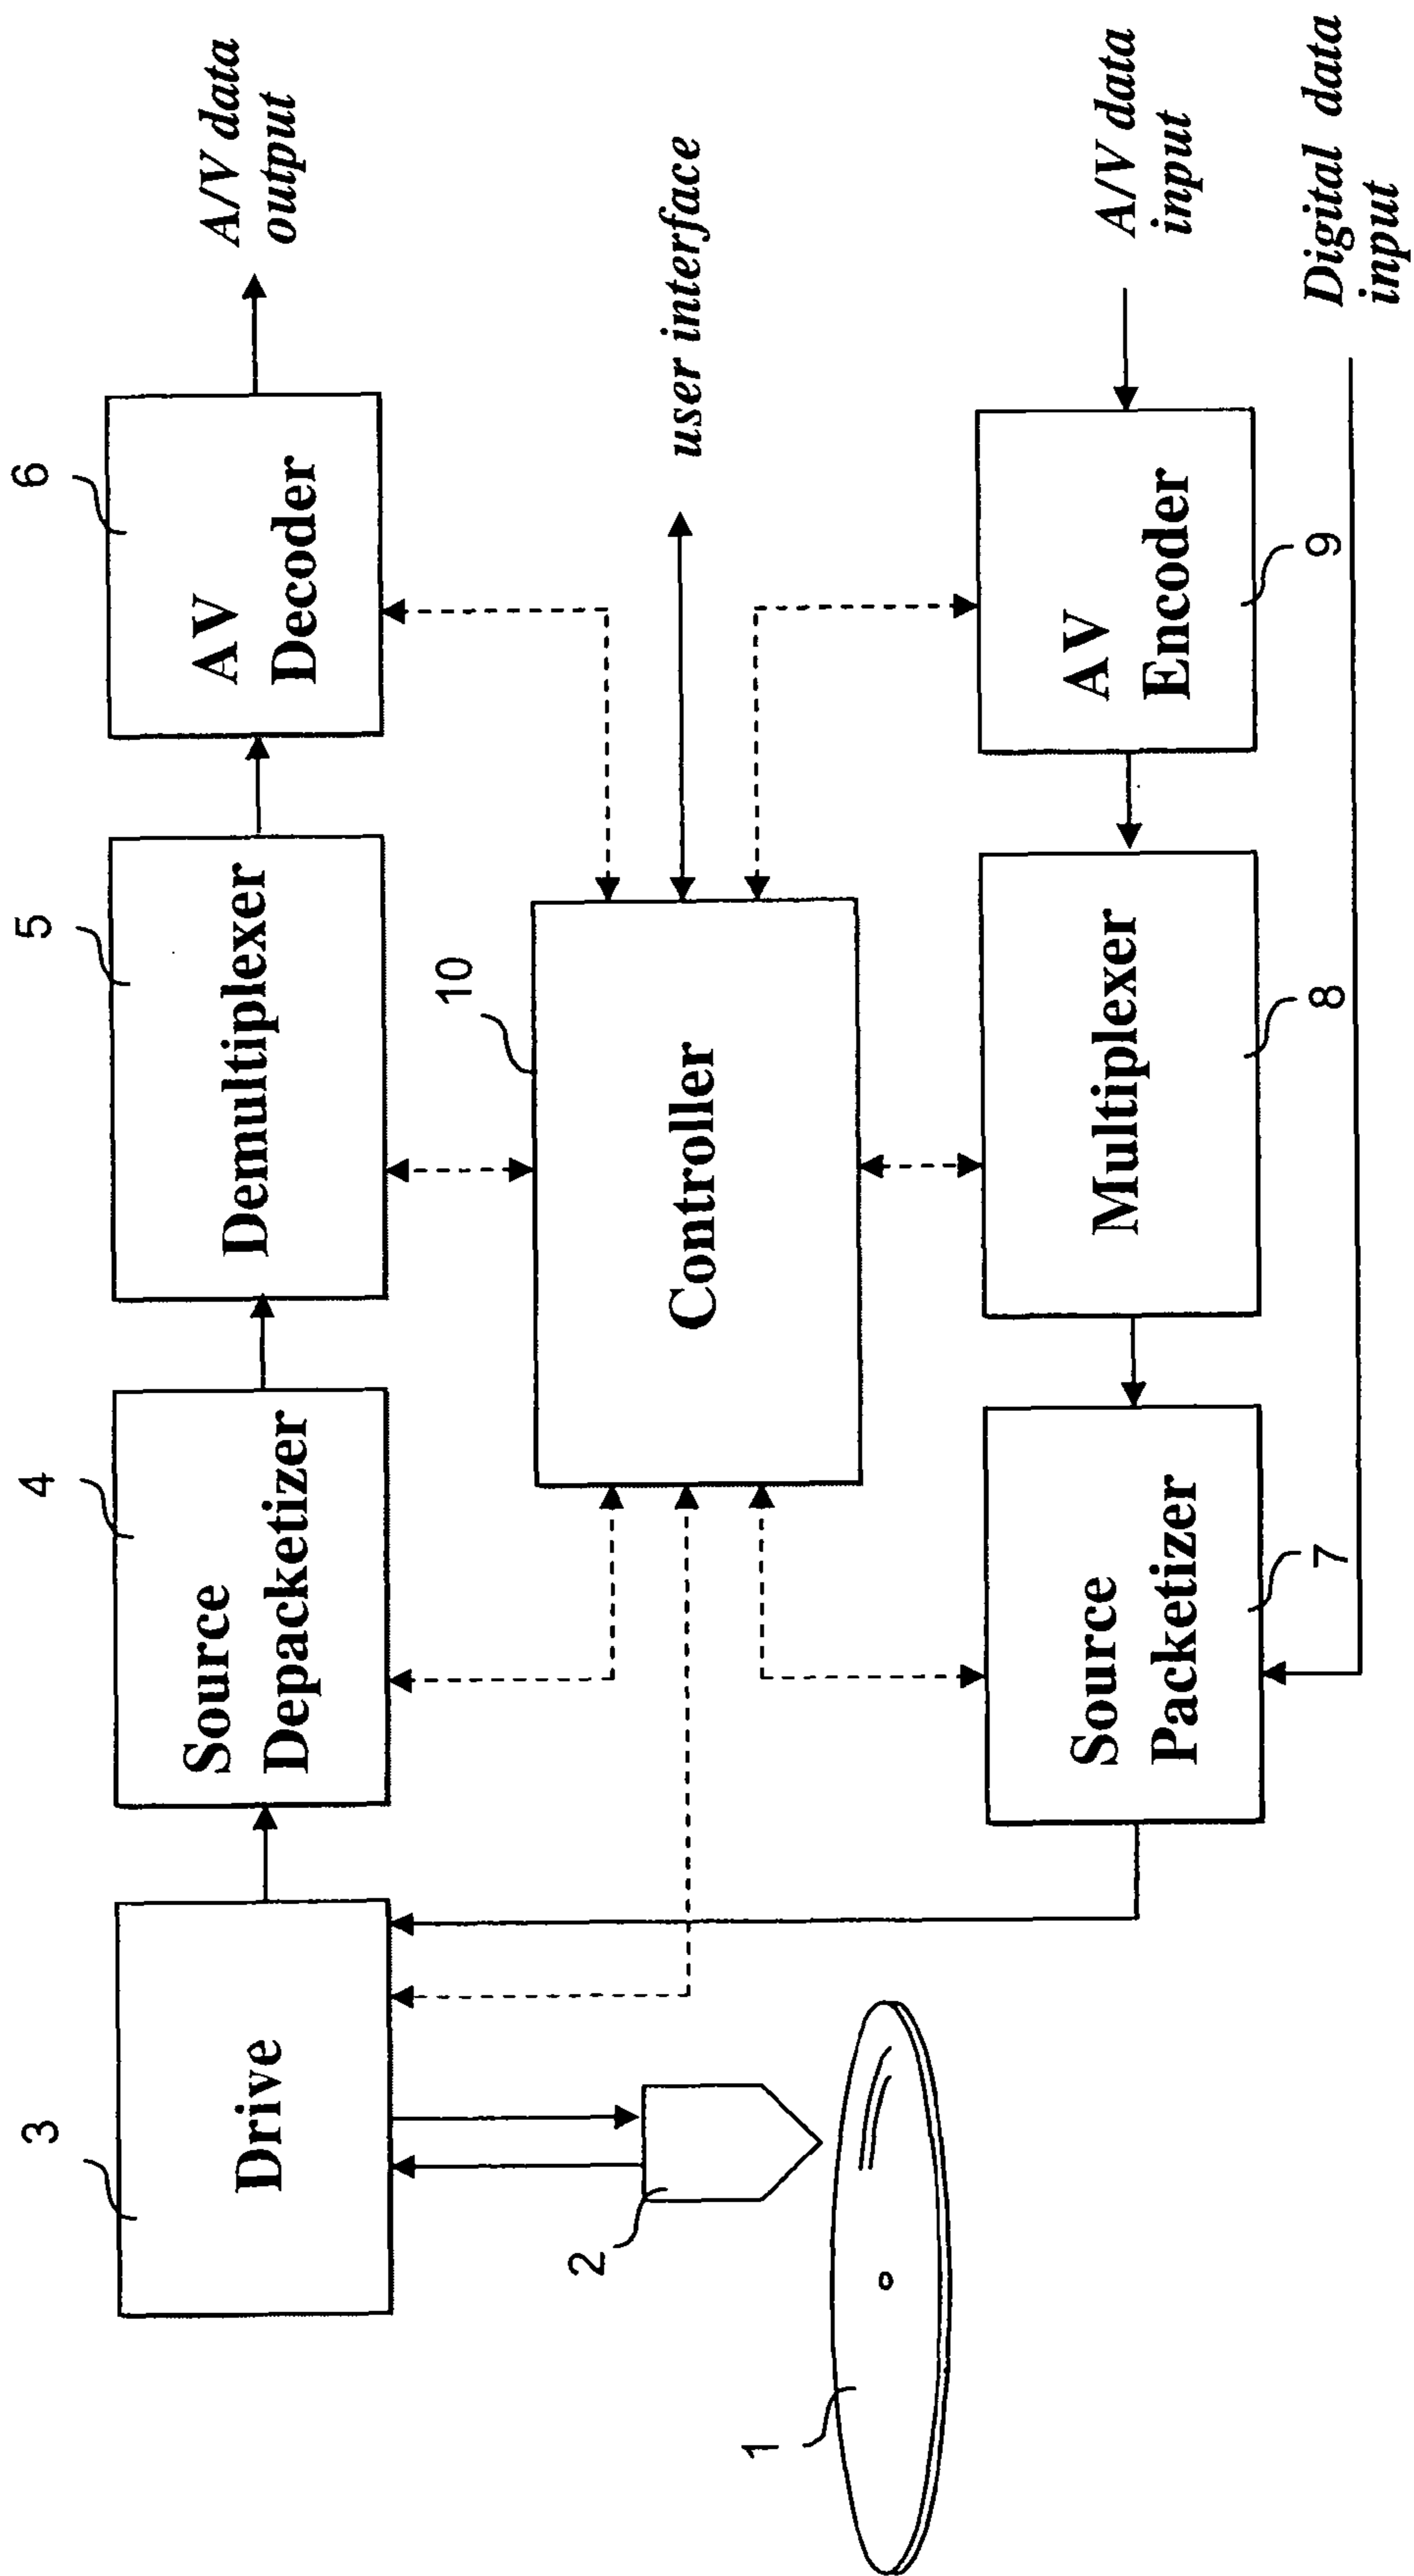 3
Drive
4
Source
Depacketizer
5
Demultiplexer
6
AV
Decoder
A/V data
output
2
10
Controller
user interface
1
Source
Packetizer
7
Multiplexer
8
AV
Encoder
9
A/V data
input
Digital data
input